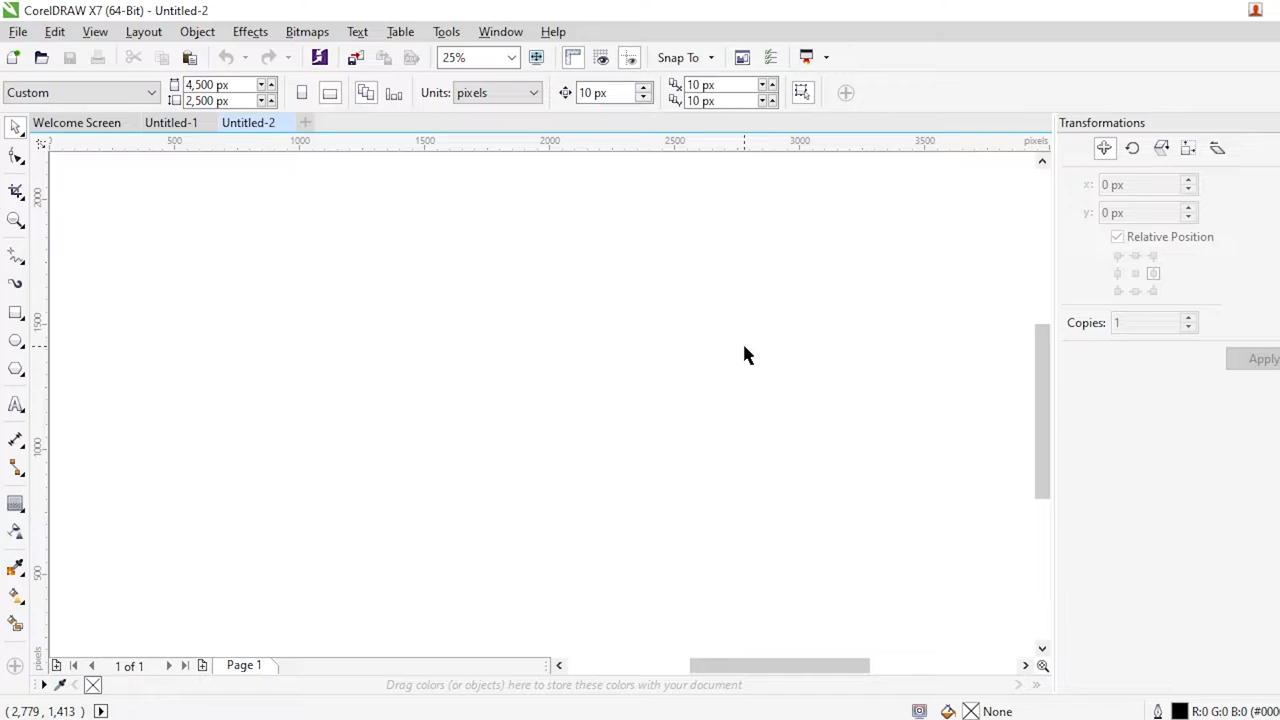 CorelDRAW X7 (64-Bit) - Untitled-2
File Edit View Layout Object Effects Bitmaps Text Table Tools Window Help
25% Snap To
Custom 4,500 px 2,500 px Units: pixels 10 px 10 px 10 px
Welcome Screen Untitled-1 Untitled-2
Transformations
500 1000 2000 2500 3000 3500 pixels
2000
1500
1000
500
pixels
x: 0 px
y: 0 px
Relative Position
Copies: 1
Apply
1 of 1 Page 1
Drag colors (or objects) here to store these colors with your document
(2,779 , 1,413) None R:0 G:0 B:0 (#000